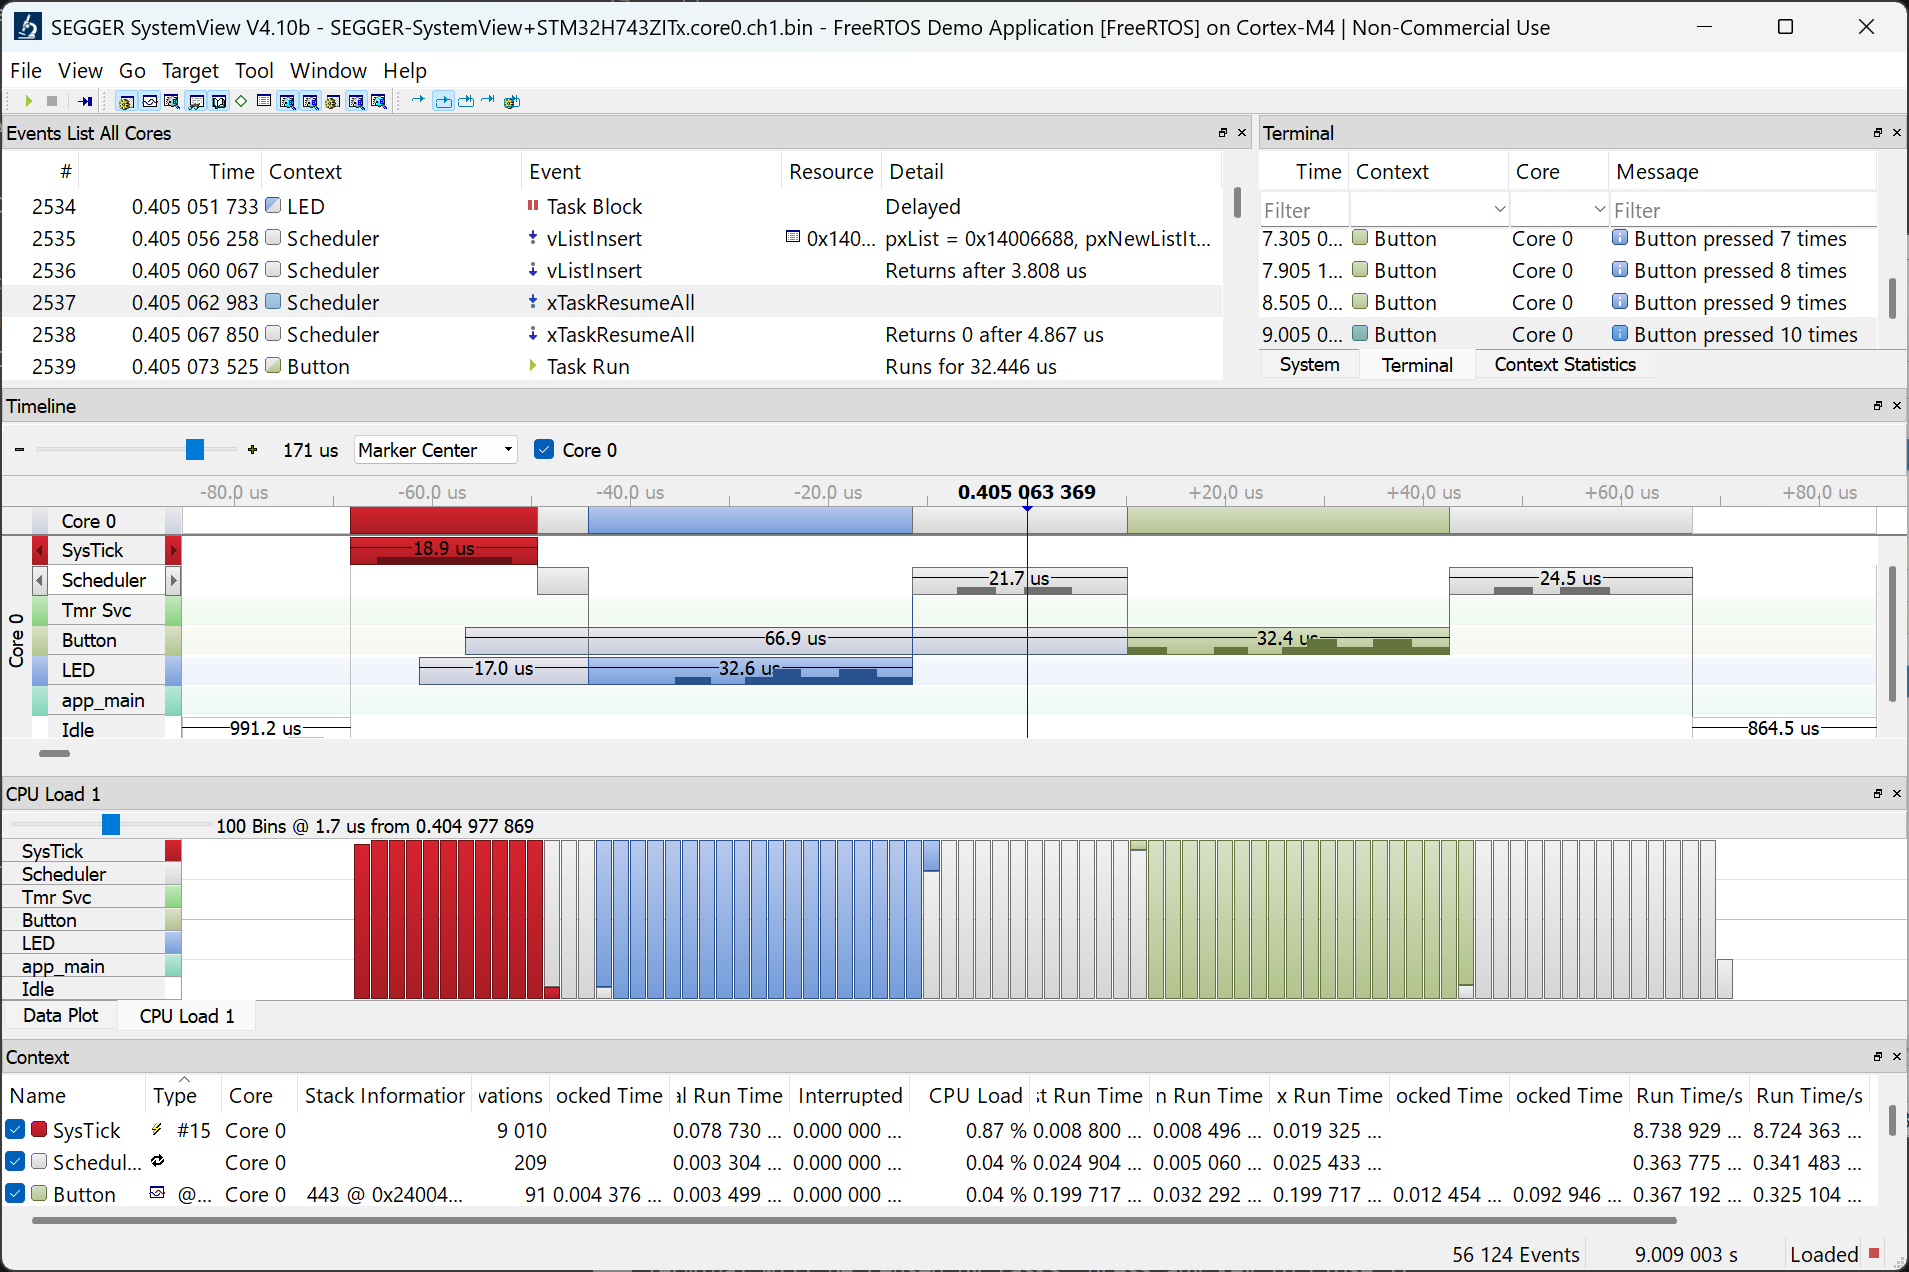 SEGGER SystemView V4.10b - SEGGER-SystemView+STM32H743ZITx.core0.ch1.bin - FreeRTOS Demo Application [FreeRTOS] on Cortex-M4 | Non-Commercial Use
File View Go Target Tool Window Help
Events List All Cores
# Time Context Event Resource Detail
2534 0.405 051 733 LED Task Block Delayed
2535 0.405 056 258 Scheduler vListInsert 0x140... pxList = 0x14006688, pxNewListIt...
2536 0.405 060 067 Scheduler vListInsert Returns after 3.808 us
2537 0.405 062 983 Scheduler xTaskResumeAll
2538 0.405 067 850 Scheduler xTaskResumeAll Returns 0 after 4.867 us
2539 0.405 073 525 Button Task Run Runs for 32.446 us
Terminal
Time Context Core Message
Filter Filter
7.305 0... Button Core 0 Button pressed 7 times
7.905 1... Button Core 0 Button pressed 8 times
8.505 0... Button Core 0 Button pressed 9 times
9.005 0... Button Core 0 Button pressed 10 times
System Terminal Context Statistics
Timeline
- + 171 us Marker Center Core 0
-80.0 us -60.0 us -40.0 us -20.0 us 0.405 063 369 +20,0 us +40,0 us +60,0 us +80,0 us
Core 0
Core 0
SysTick 18.9 us
Scheduler 21.7 us 24.5 us
Tmr Svc
Button 66.9 us 32.4 us
LED 17.0 us 32.6 us
app_main
Idle 991.2 us 864.5 us
CPU Load 1
100 Bins @ 1.7 us from 0.404 977 869
SysTick
Scheduler
Tmr Svc
Button
LED
app_main
Idle
Data Plot CPU Load 1
Context
Name Type Core Stack Information vations ocked Time al Run Time Interrupted CPU Load st Run Time n Run Time x Run Time ocked Time ocked Time Run Time/s Run Time/s
SysTick #15 Core 0 9 010 0.078 730 ... 0.000 000 ... 0.87 % 0.008 800 ... 0.008 496 ... 0.019 325 ... 8.738 929 ... 8.724 363 ...
Schedul... Core 0 209 0.003 304 ... 0.000 000 ... 0.04 % 0.024 904 ... 0.005 060 ... 0.025 433 ... 0.363 775 ... 0.341 483 ...
Button @... Core 0 443 @ 0x24004... 91 0.004 376 ... 0.003 499 ... 0.000 000 ... 0.04 % 0.199 717 ... 0.032 292 ... 0.199 717 ... 0.012 454 ... 0.092 946 ... 0.367 192 ... 0.325 104 ...
56 124 Events 9.009 003 s Loaded